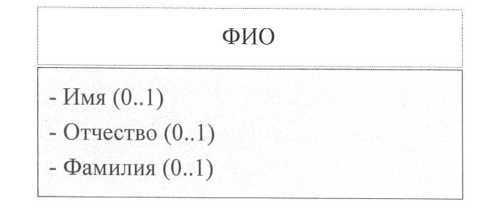 ФИО
- Имя (0..1)
- Отчество (0..1)
- Фамилия (0..1)